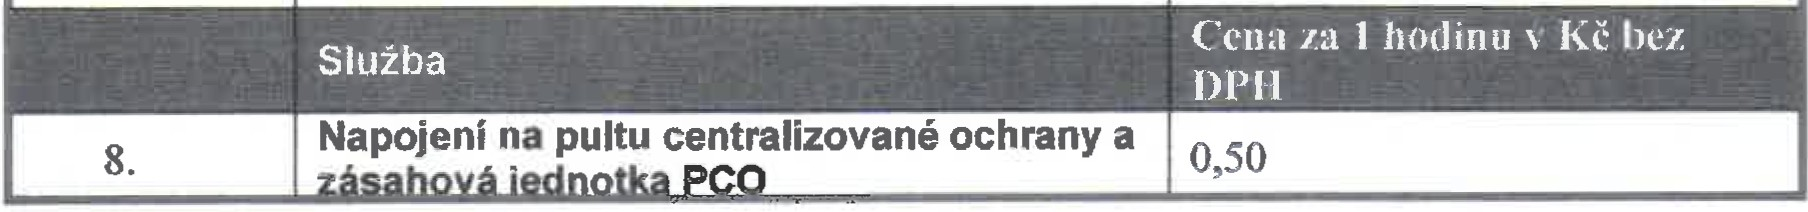 Služba
Cena za 1 hodinu v Kč bez
DPH
8.
Napojení na pultu centralizované ochrany a
zásahová jednotka PCO
0,50